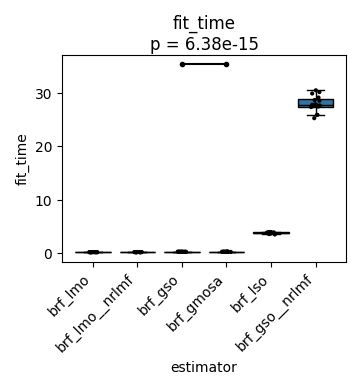 fit_time
p = 6.38e-15
fit_time
30
20
10
0
brf_lmo
brf_lmo__nrlmf
brf_gso
brf_gmosa
brf_lso
brf_gso__nrlmf
estimator